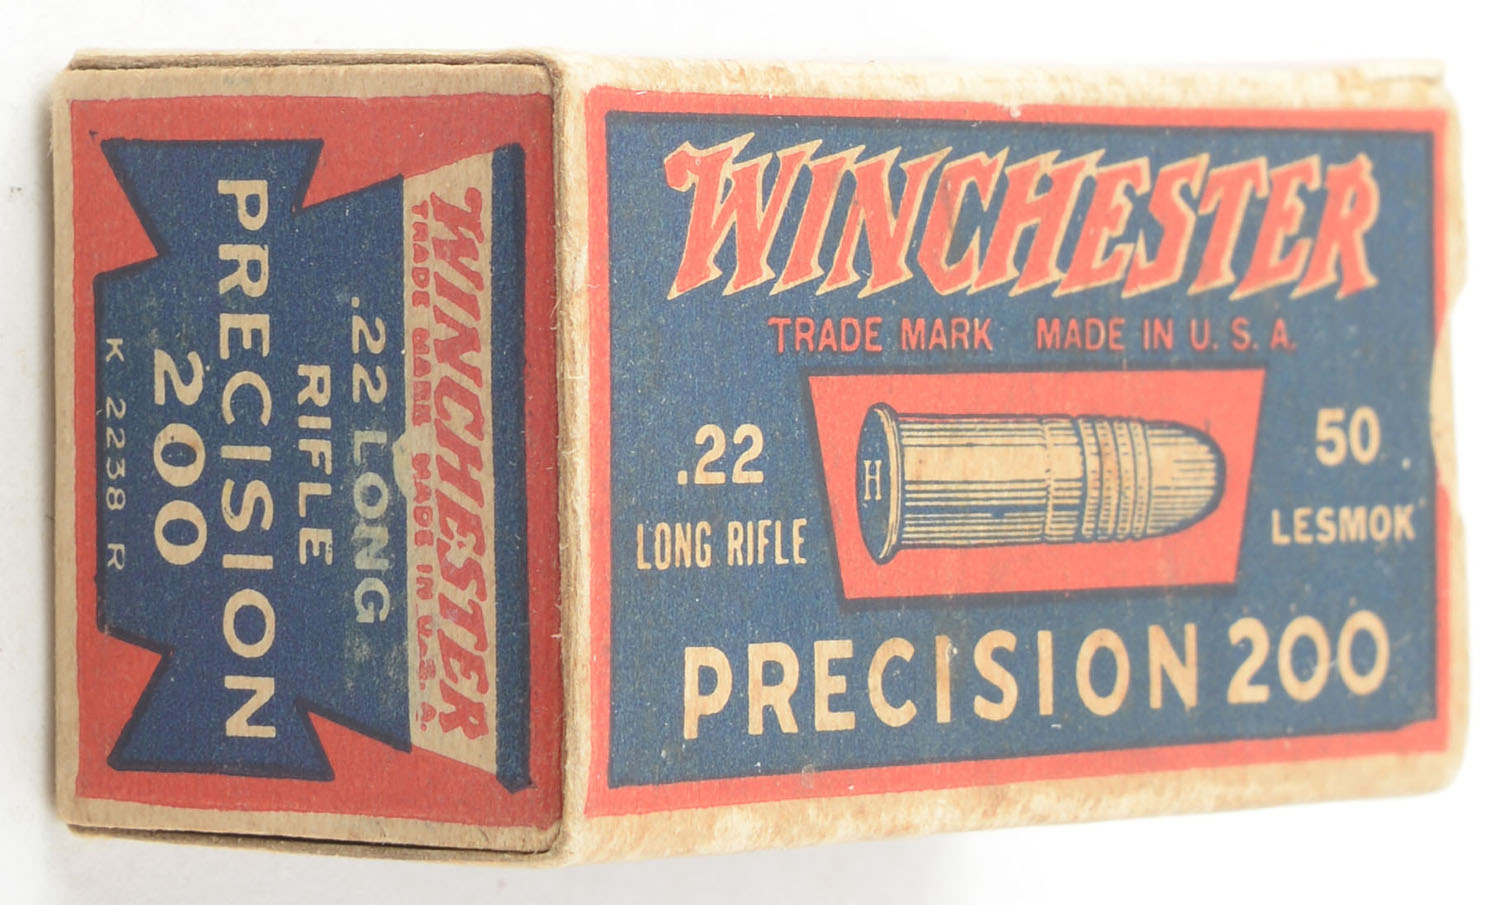 WINCHESTER
TRADE MARK MADE IN U.S.A.
.22 LONG
RIFLE
PRECISION
200
K 2238 R
WINCHESTER
TRADE MARK MADE IN U.S.A.
.22
LONG RIFLE
H
50
LESMOK
PRECISION 200